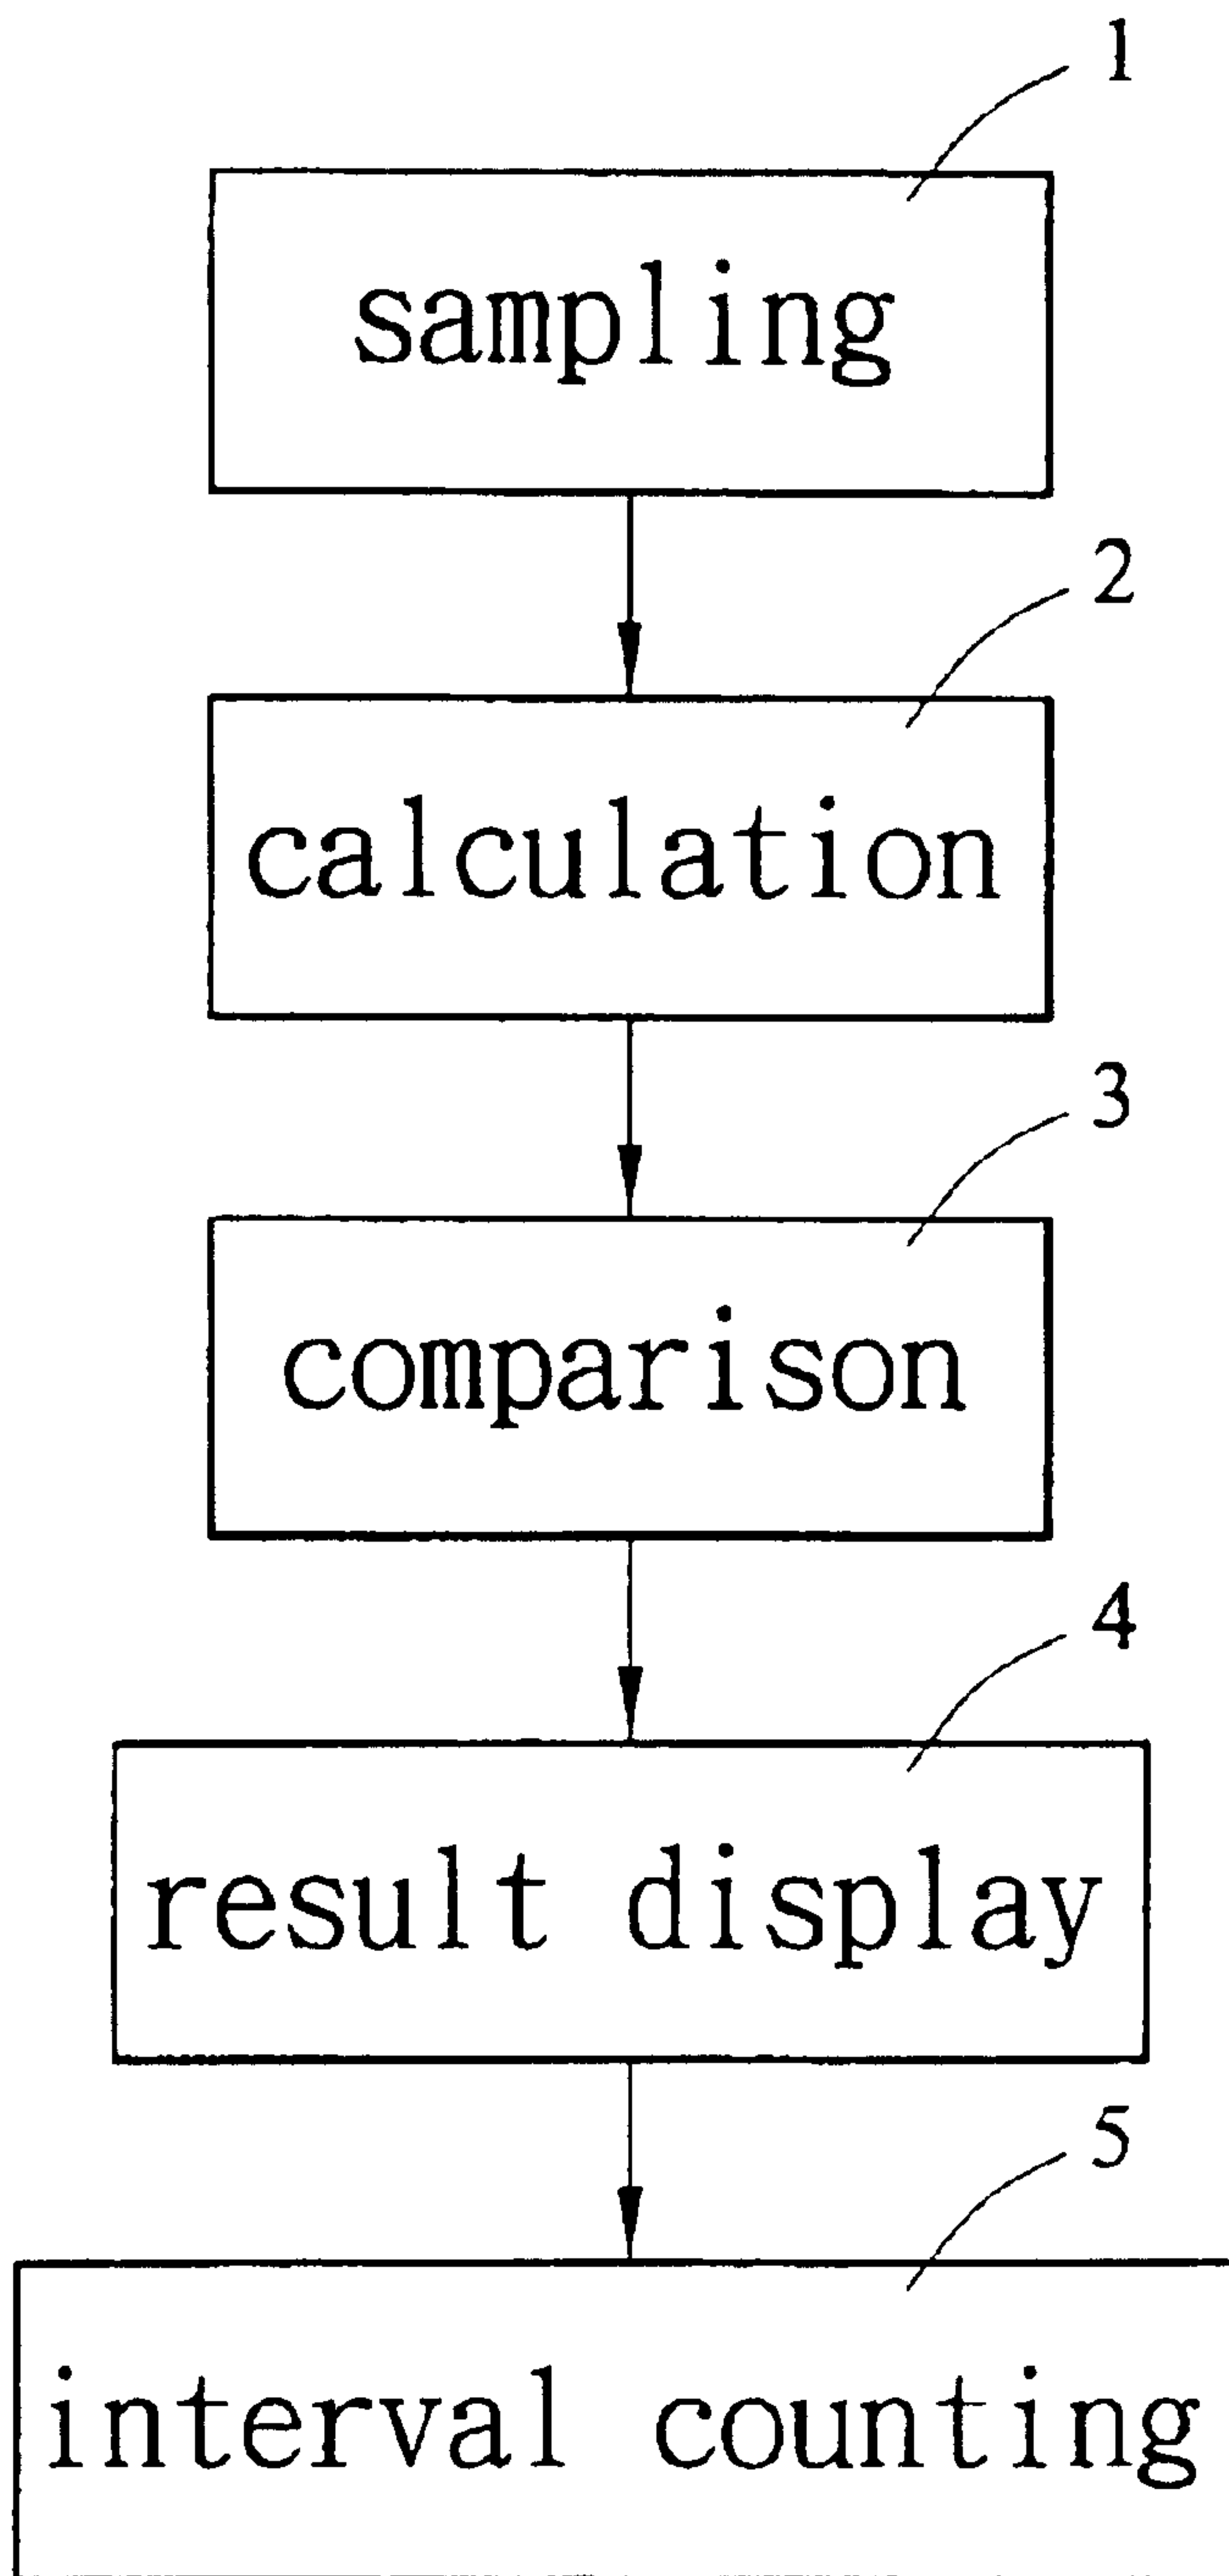 1
sampling
2
calculation
3
comparison
4
result display
5
interval counting